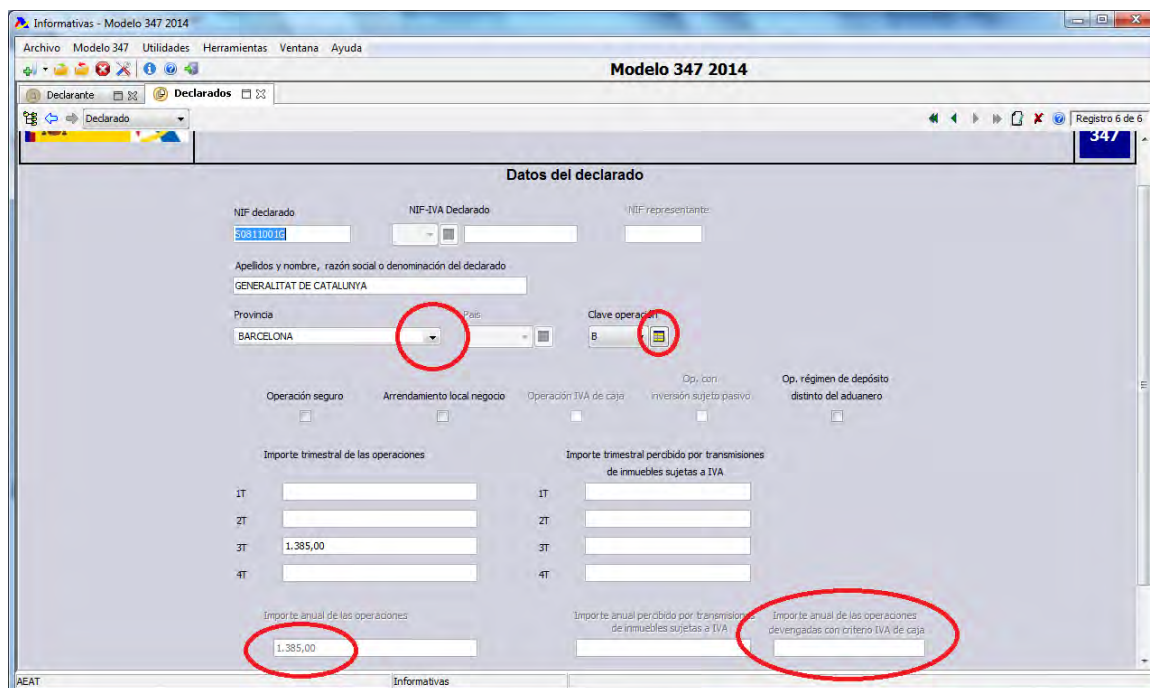 Informativas - Modelo 347 2014
Archivo Modelo 347 Utilidades Herramientas Ventana Ayuda
Modelo 347 2014
Declarante Declarados
Declarado Registro 6 de 6
347
Datos del declarado
NIF declarado NIF-IVA Declarado NIF representante
S0811001G
Apellidos y nombre, razón social o denominación del declarado
GENERALITAT DE CATALUNYA
Provincia País Clave operación
BARCELONA B
Operación seguro Arrendamiento local negocio Operación IVA de caja Op. con inversión sujeto pasivo Op. régimen de depósito distinto del aduanero
Importe trimestral de las operaciones Importe trimestral percibido por transmisiones
de inmuebles sujetas a IVA
1T 1T
2T 2T
3T 1.385,00 3T
4T 4T
Importe anual de las operaciones Importe anual percibido por transmisiones de inmuebles sujetas a IVA Importe anual de las operaciones devengadas con criterio IVA de caja
1.385,00
AEAT Informativas